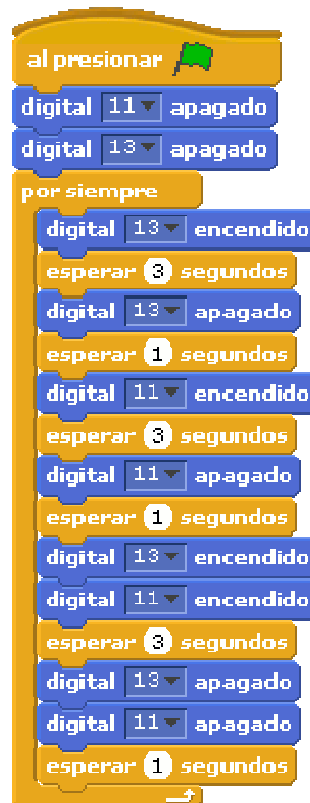 al presionar
digital 11 apagado
digital 13 apagado
por siempre
digital 13 encendido
esperar 3 segundos
digital 13 apagado
esperar 1 segundos
digital 11 encendido
esperar 3 segundos
digital 11 apagado
esperar 1 segundos
digital 13 encendido
digital 11 encendido
esperar 3 segundos
digital 13 apagado
digital 11 apagado
esperar 1 segundos